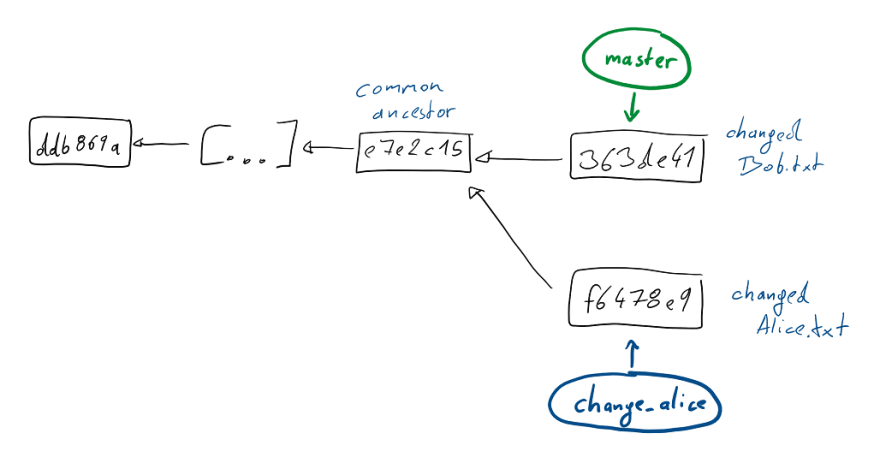 master
common
ancestor
changed
Bob.txt
ddb869a
[...]
e7e2c15
363de41
f6478e9
changed
Alice.txt
change_alice